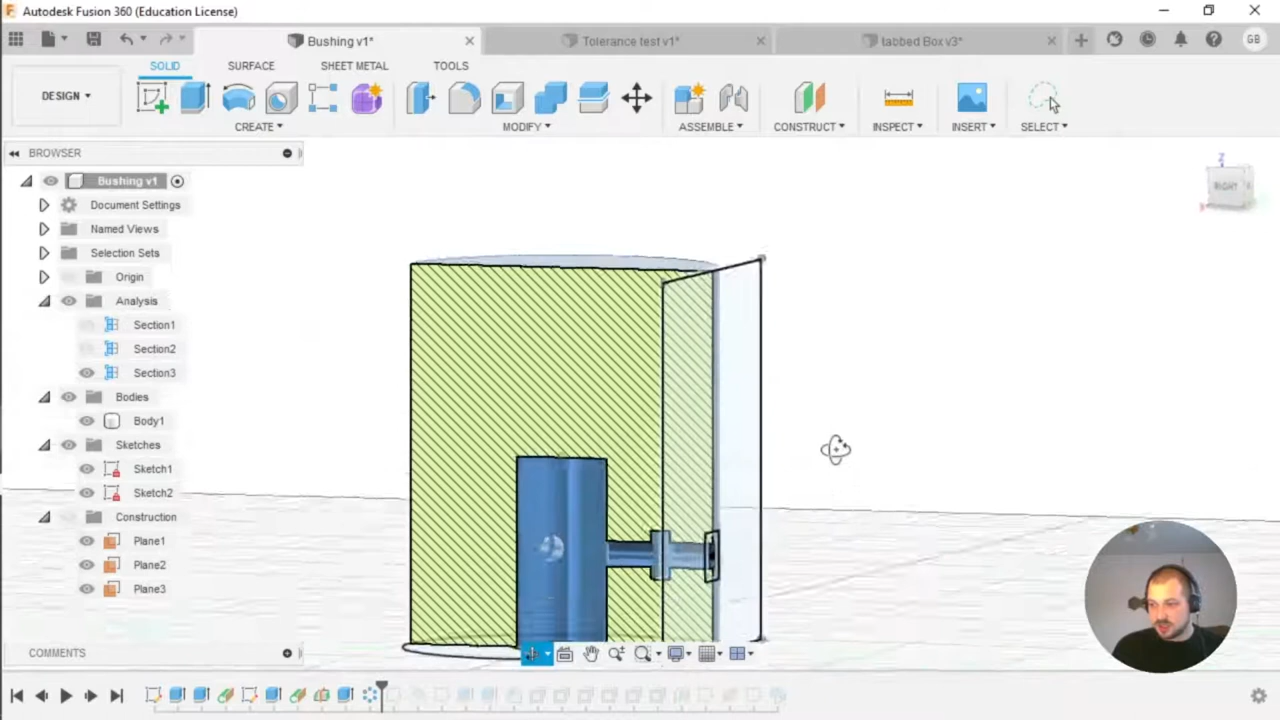 Autodesk Fusion 360 (Education License)
Bushing v1*
Tolerance test v1*
tabbed Box v3*
GB
DESIGN
SOLID
SURFACE
SHEET METAL
TOOLS
CREATE
MODIFY
ASSEMBLE
CONSTRUCT
INSPECT
INSERT
SELECT
BROWSER
Bushing v1
Document Settings
Named Views
Selection Sets
Origin
Analysis
Section1
Section2
Section3
Bodies
Body1
Sketches
Sketch1
Sketch2
Construction
Plane1
Plane2
Plane3
Z
RIGHT
COMMENTS